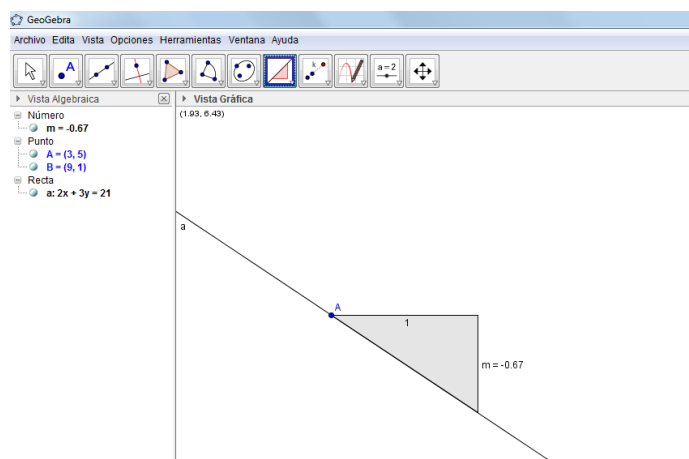 GeoGebra
Archivo Edita Vista Opciones Herramientas Ventana Ayuda
A
k
a=2
Vista Algebraica
Número
m = -0.67
Punto
A = (3, 5)
B = (9, 1)
Recta
a: 2x + 3y = 21
Vista Gráfica
(1.93, 6.43)
a
A
1
m = -0.67